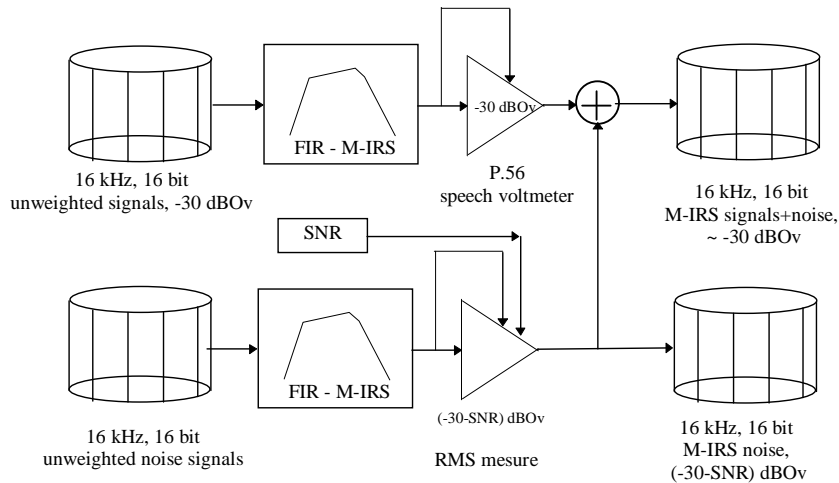 -30 dBOv
FIR - M-IRS
16 kHz, 16 bit
unweighted signals, -30 dBOv
P.56
speech voltmeter
16 kHz, 16 bit
M-IRS signals+noise,
~ -30 dBOv
SNR
FIR - M-IRS
(-30-SNR) dBOv
16 kHz, 16 bit
unweighted noise signals
RMS mesure
16 kHz, 16 bit
M-IRS noise,
(-30-SNR) dBOv